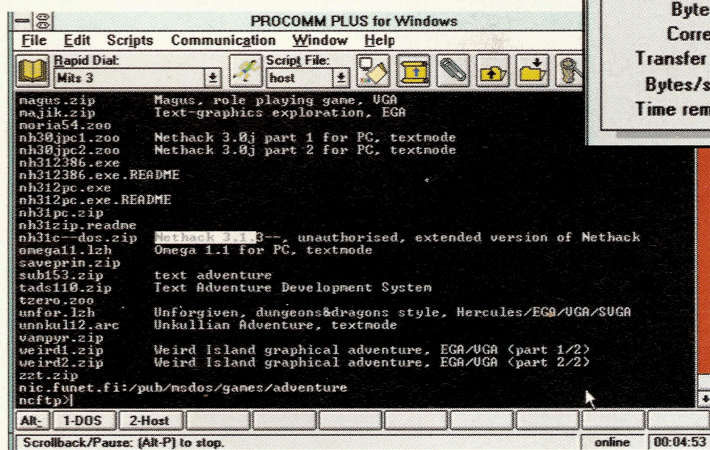 PROCOMM PLUS for Windows
File Edit Scripts Communication Window Help
Rapid Dial:
Mits 3
Script File:
host
magus.zip Magus, role playing game, VGA
majik.zip Text-graphics exploration, EGA
moria54.zoo
nh30jpc1.zoo Nethack 3.0j part 1 for PC, textmode
nh30jpc2.zoo Nethack 3.0j part 2 for PC, textmode
nh312386.exe
nh312386.exe.README
nh312pc.exe
nh312pc.exe.README
nh31pc.zip
nh31zip.readme
nh31c--dos.zip Nethack 3.1.3--, unauthorised, extended version of Nethack
omega11.lzh Omega 1.1 for PC, textmode
saveprin.zip
sub153.zip text adventure
tads110.zip Text Adventure Development System
tzero.zoo
unfor.lzh Unforgiven, dungeons&dragons style, Hercules/EGA/VGA/SVGA
unnkul12.arc Unkullian Adventure, textmode
vampyr.zip
weird1.zip Weird Island graphical adventure, EGA/VGA (part 1/2)
weird2.zip Weird Island graphical adventure, EGA/VGA (part 2/2)
zzt.zip
nic.funet.fi:/pub/msdos/games/adventure
ncftp>
Alt- 1-DOS 2-Host
Scrollback/Pause: (Alt-P) to stop. online 00:04:53
Byte
Corre
Transfer
Bytes/s
Time rem